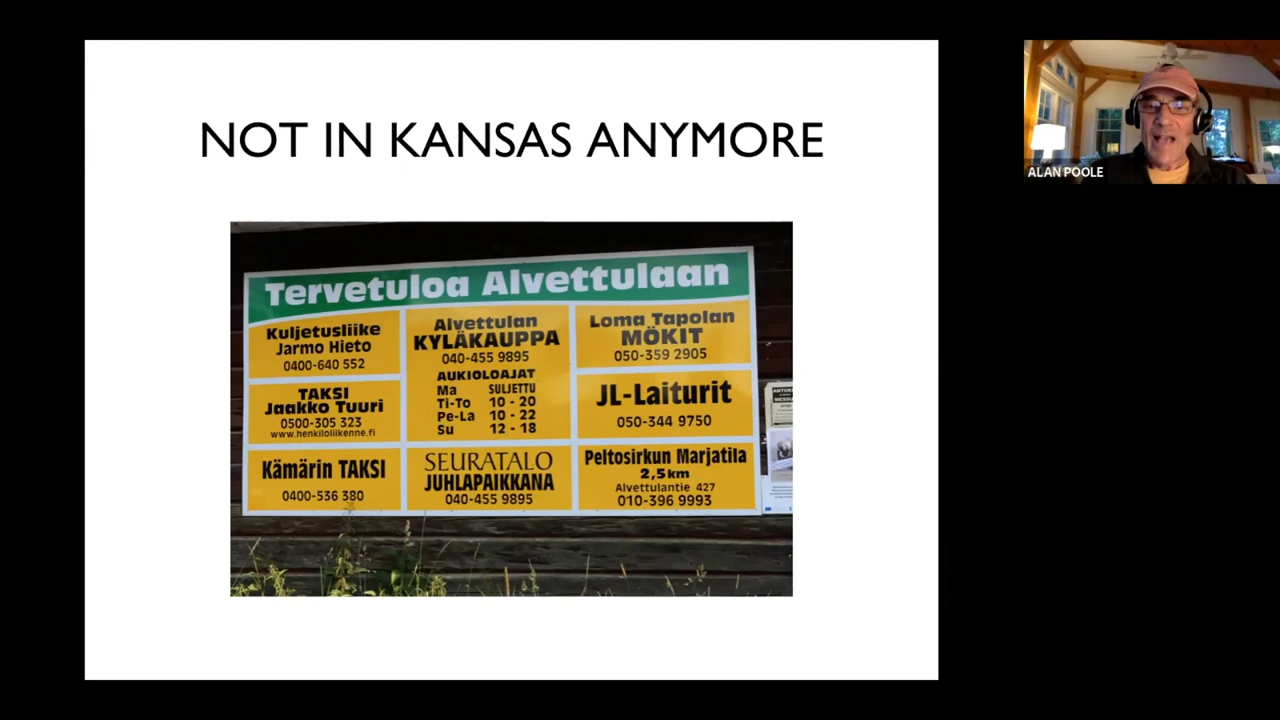 NOT IN KANSAS ANYMORE
ALAN POOLE
Tervetuloa Alvettulaan
Kuljetusliike
Jarmo Hieto
0400-640 552
TAKSI
Jaakko Tuuri
0500-305 323
www.henkiloliikenne.fi
Kämärin TAKSI
0400-536 380
Alvettulan
KYLÄKAUPPA
040-455 9895
AUKIOLOAJAT
Ma SULJETTU
Ti-To 10 - 20
Pe-La 10 - 22
Su 12 - 18
SEURATALO
JUHLAPAIKKANA
040-455 9895
Loma Tapolan
MÖKIT
050-359 2905
JL-Laiturit
050-344 9750
Peltosirkun Marjatila
2,5km
Alvettulantie 427
010-396 9993